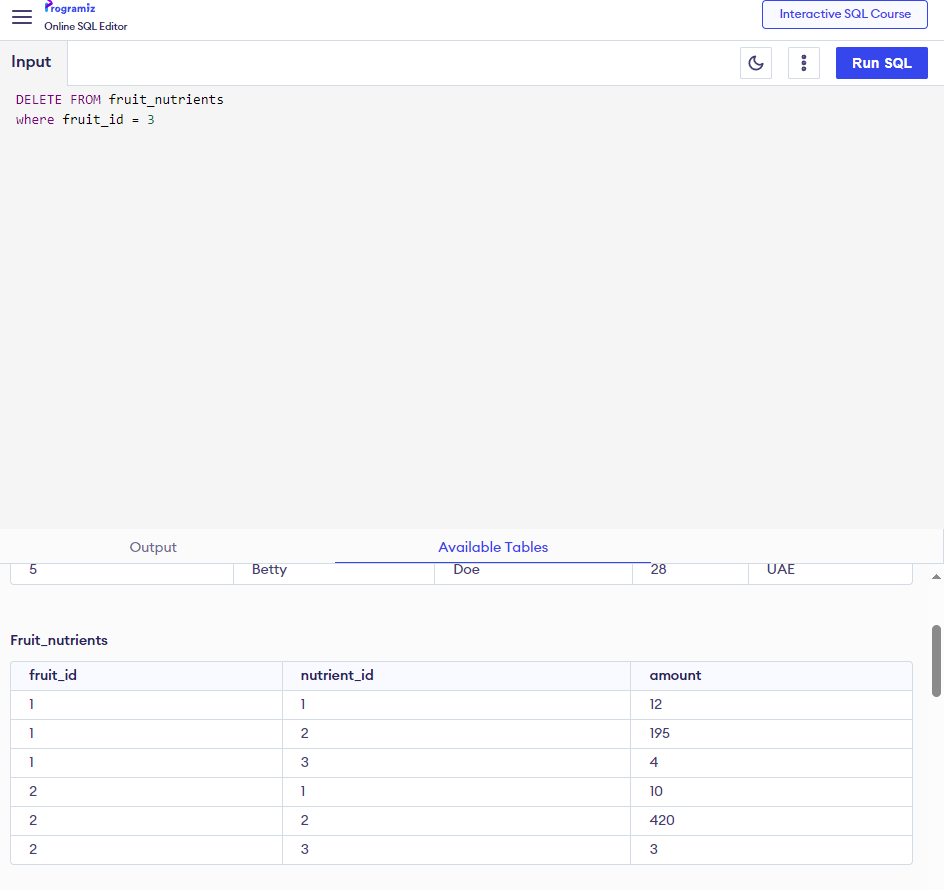 Programiz
Online SQL Editor
Interactive SQL Course
Input
Run SQL
DELETE FROM fruit_nutrients
where fruit_id = 3
Output Available Tables
5 Betty Doe 28 UAE
Fruit_nutrients
fruit_id nutrient_id amount
1 1 12
1 2 195
1 3 4
2 1 10
2 2 420
2 3 3